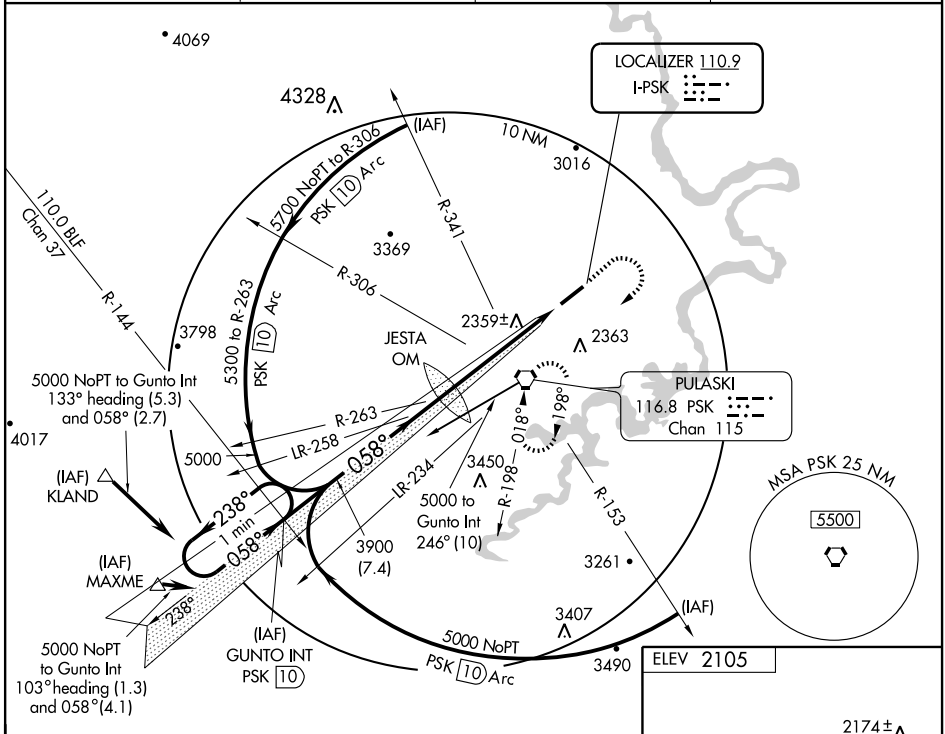 4069
LOCALIZER 110.9
I-PSK
4328
(IAF)
10 NM
3016
5700 NoPT to R-306
PSK 10 Arc
110.0 BLF
Chan 37
R-341
3369
R-306
R-144
5300 to R-263
PSK 10 Arc
3798
2359±
2363
JESTA
OM
5000 NoPT to Gunto Int
133° heading (5.3)
and 058° (2.7)
PULASKI
116.8 PSK
Chan 115
R-263
LR-258
058°
018°
198°
4017
5000
LR-234
3450
R-198
R-153
MSA PSK 25 NM
5500
(IAF)
KLAND
5000 to
Gunto Int
246° (10)
238°
1 min
058°
3900
(7.4)
3261
(IAF)
MAXME
238°
(IAF)
3407
(IAF)
GUNTO INT
PSK 10
5000 NoPT
PSK 10 Arc
3490
5000 NoPT
to Gunto Int
103° heading (1.3)
and 058° (4.1)
ELEV 2105
2174±